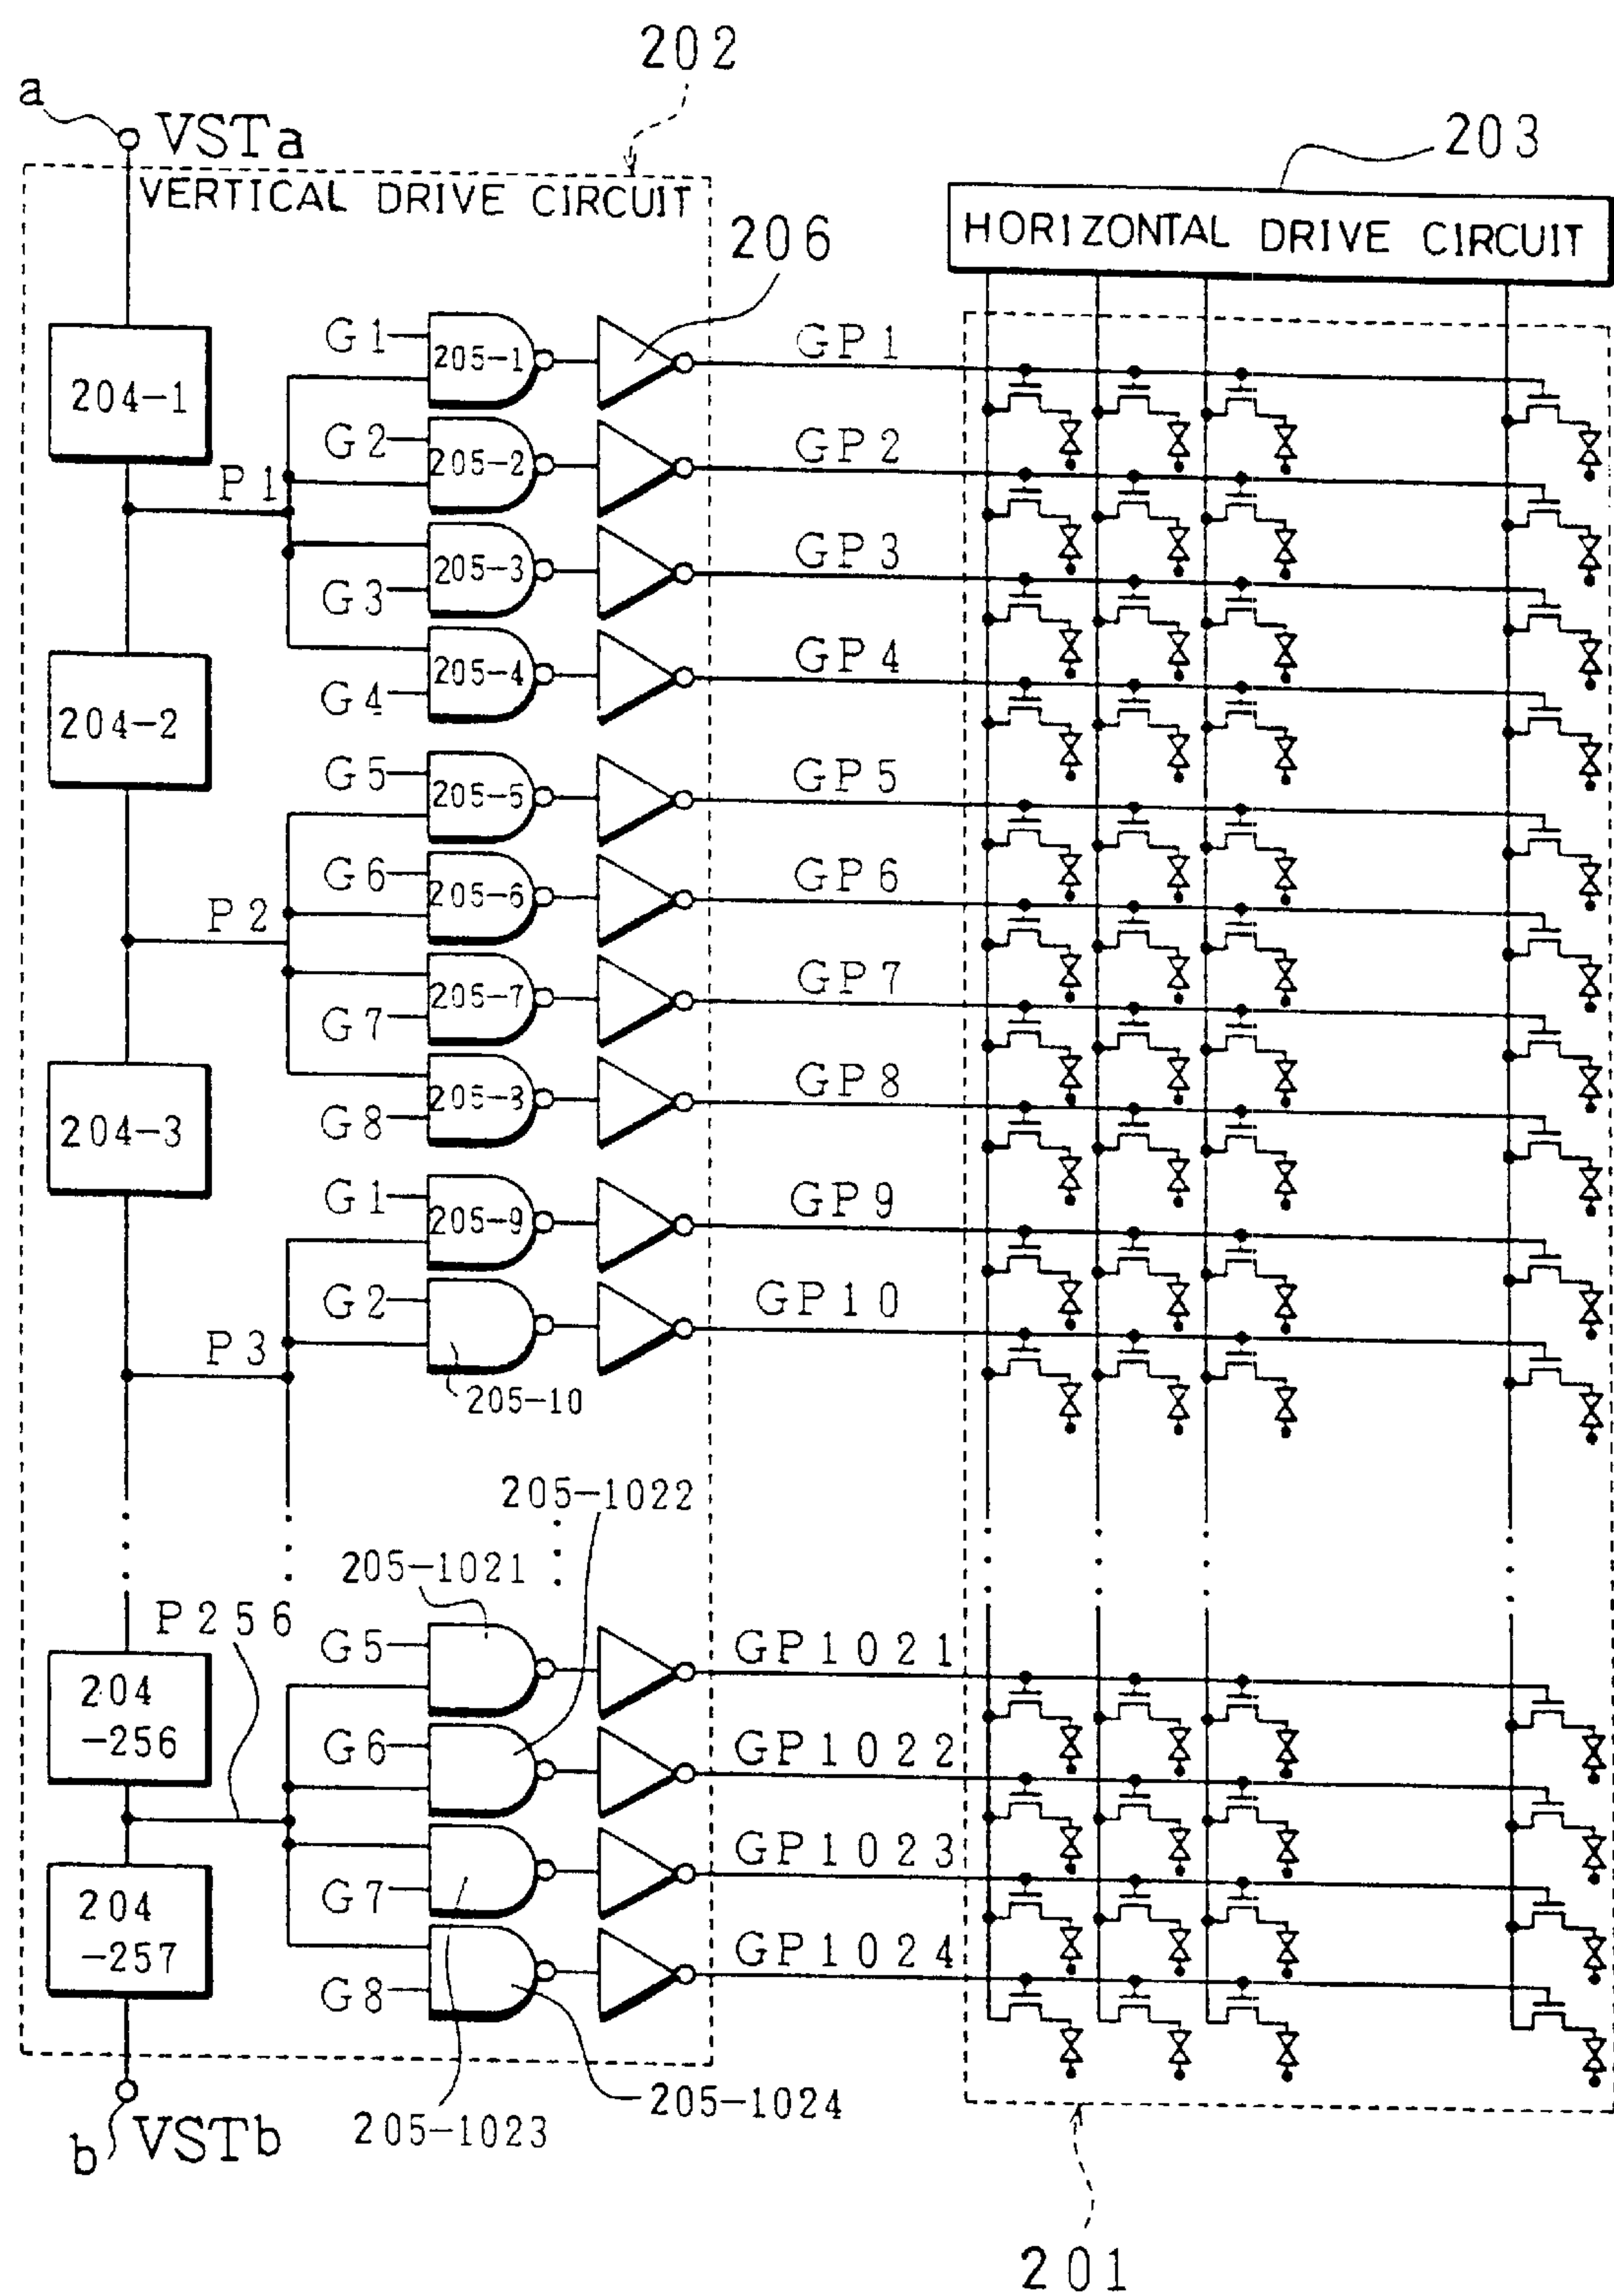 202
a
VSTa
203
VERTICAL DRIVE CIRCUIT
206
HORIZONTAL DRIVE CIRCUIT
204-1
G1
205-1
GP1
G2
205-2
GP2
P1
205-3
G3
GP3
205-4
G4
GP4
204-2
G5
205-5
GP5
G6
205-6
GP6
P2
205-7
G7
GP7
205-8
G8
GP8
204-3
G1
205-9
GP9
G2
GP10
P3
205-10
205-1022
205-1021
P256
G5
GP1021
204
-256
G6
GP1022
G7
GP1023
204
-257
G8
GP1024
205-1024
205-1023
b
VSTb
201